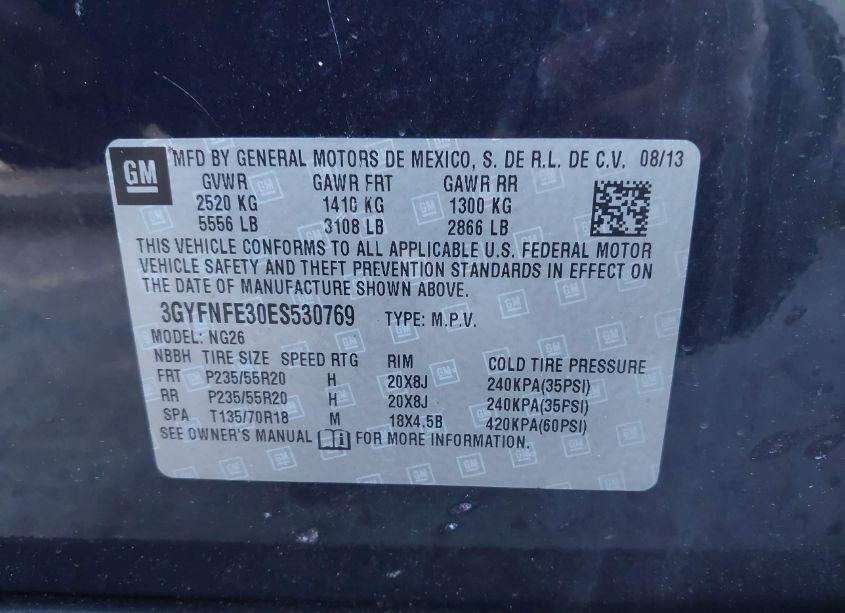 GM MFD BY GENERAL MOTORS DE MEXICO, S. DE R.L. DE C.V. 08/13
GVWR GAWR FRT GAWR RR
2520 KG 1410 KG 1300 KG
5556 LB 3108 LB 2866 LB
THIS VEHICLE CONFORMS TO ALL APPLICABLE U.S. FEDERAL MOTOR
VEHICLE SAFETY AND THEFT PREVENTION STANDARDS IN EFFECT ON
THE DATE OF MANUFACTURE SHOWN ABOVE.
3GYFNFE30ES530769 TYPE: M.P.V.
MODEL: NG26
NBBH TIRE SIZE SPEED RTG RIM COLD TIRE PRESSURE
FRT P235/55R20 H 20X8J 240KPA(35PSI)
RR P235/55R20 H 20X8J 240KPA(35PSI)
SPA T135/70R18 M 18X4.5B 420KPA(60PSI)
SEE OWNER'S MANUAL FOR MORE INFORMATION.